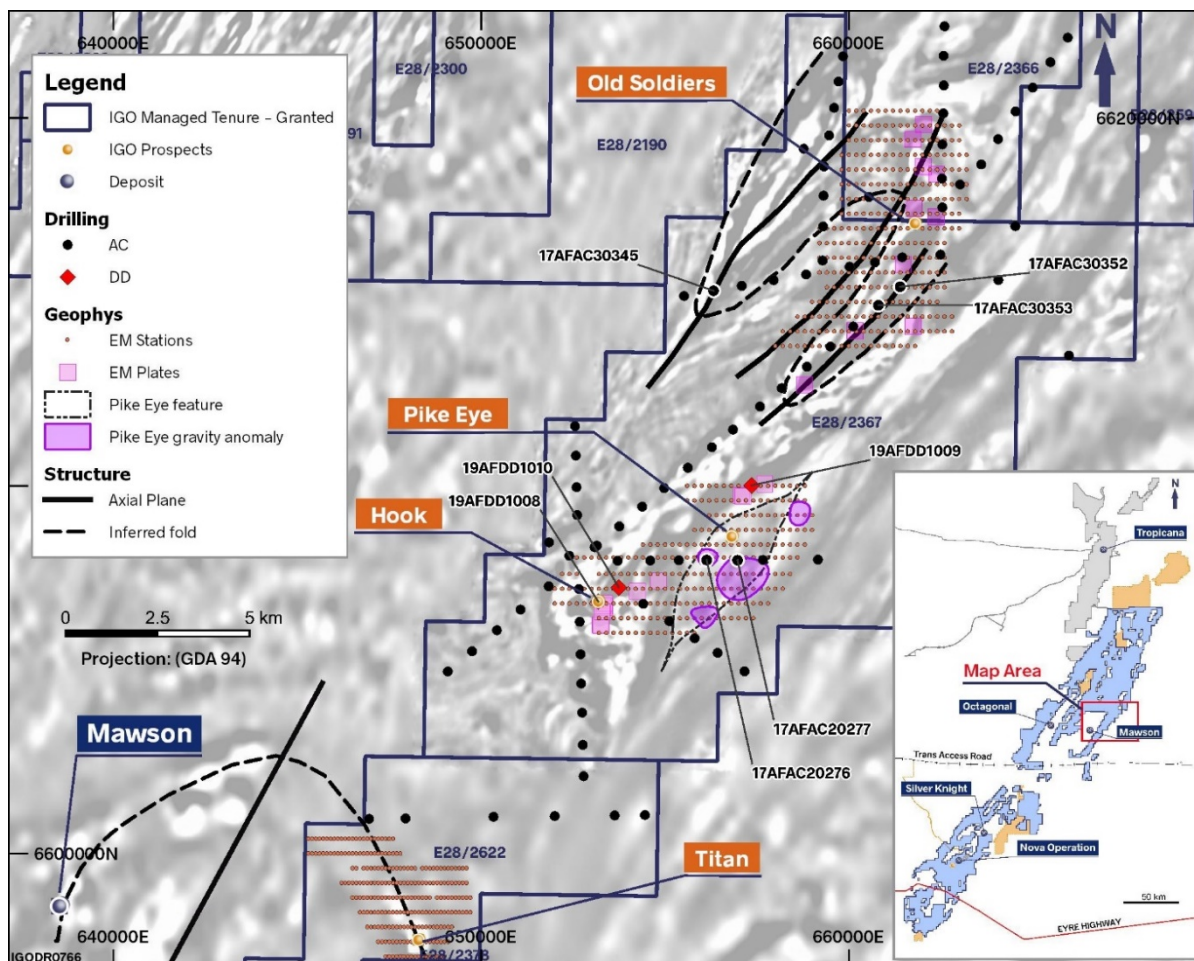 640000E
650000E
660000E
N
E28/2300
E28/2366
Old Soldiers
6620000N
E28/2190
Legend
IGO Managed Tenure – Granted
IGO Prospects
Deposit
Drilling
AC
DD
Geophys
EM Stations
EM Plates
Pike Eye feature
Pike Eye gravity anomaly
Structure
Axial Plane
Inferred fold
17AFAC30345
17AFAC30352
17AFAC30353
Pike Eye
E28/2367
19AFDD1009
19AFDD1010
19AFDD1008
Hook
0 2.5 5 km
Projection: (GDA 94)
17AFAC20277
17AFAC20276
Mawson
6600000N
E28/2622
Titan
640000E
650000E
660000E
IGODR0766
E28/2373
N
Tropicana
Map Area
Octagonal
Mawson
Trans Access Road
Silver Knight
Nova Operation
50 km
EYRE HIGHWAY